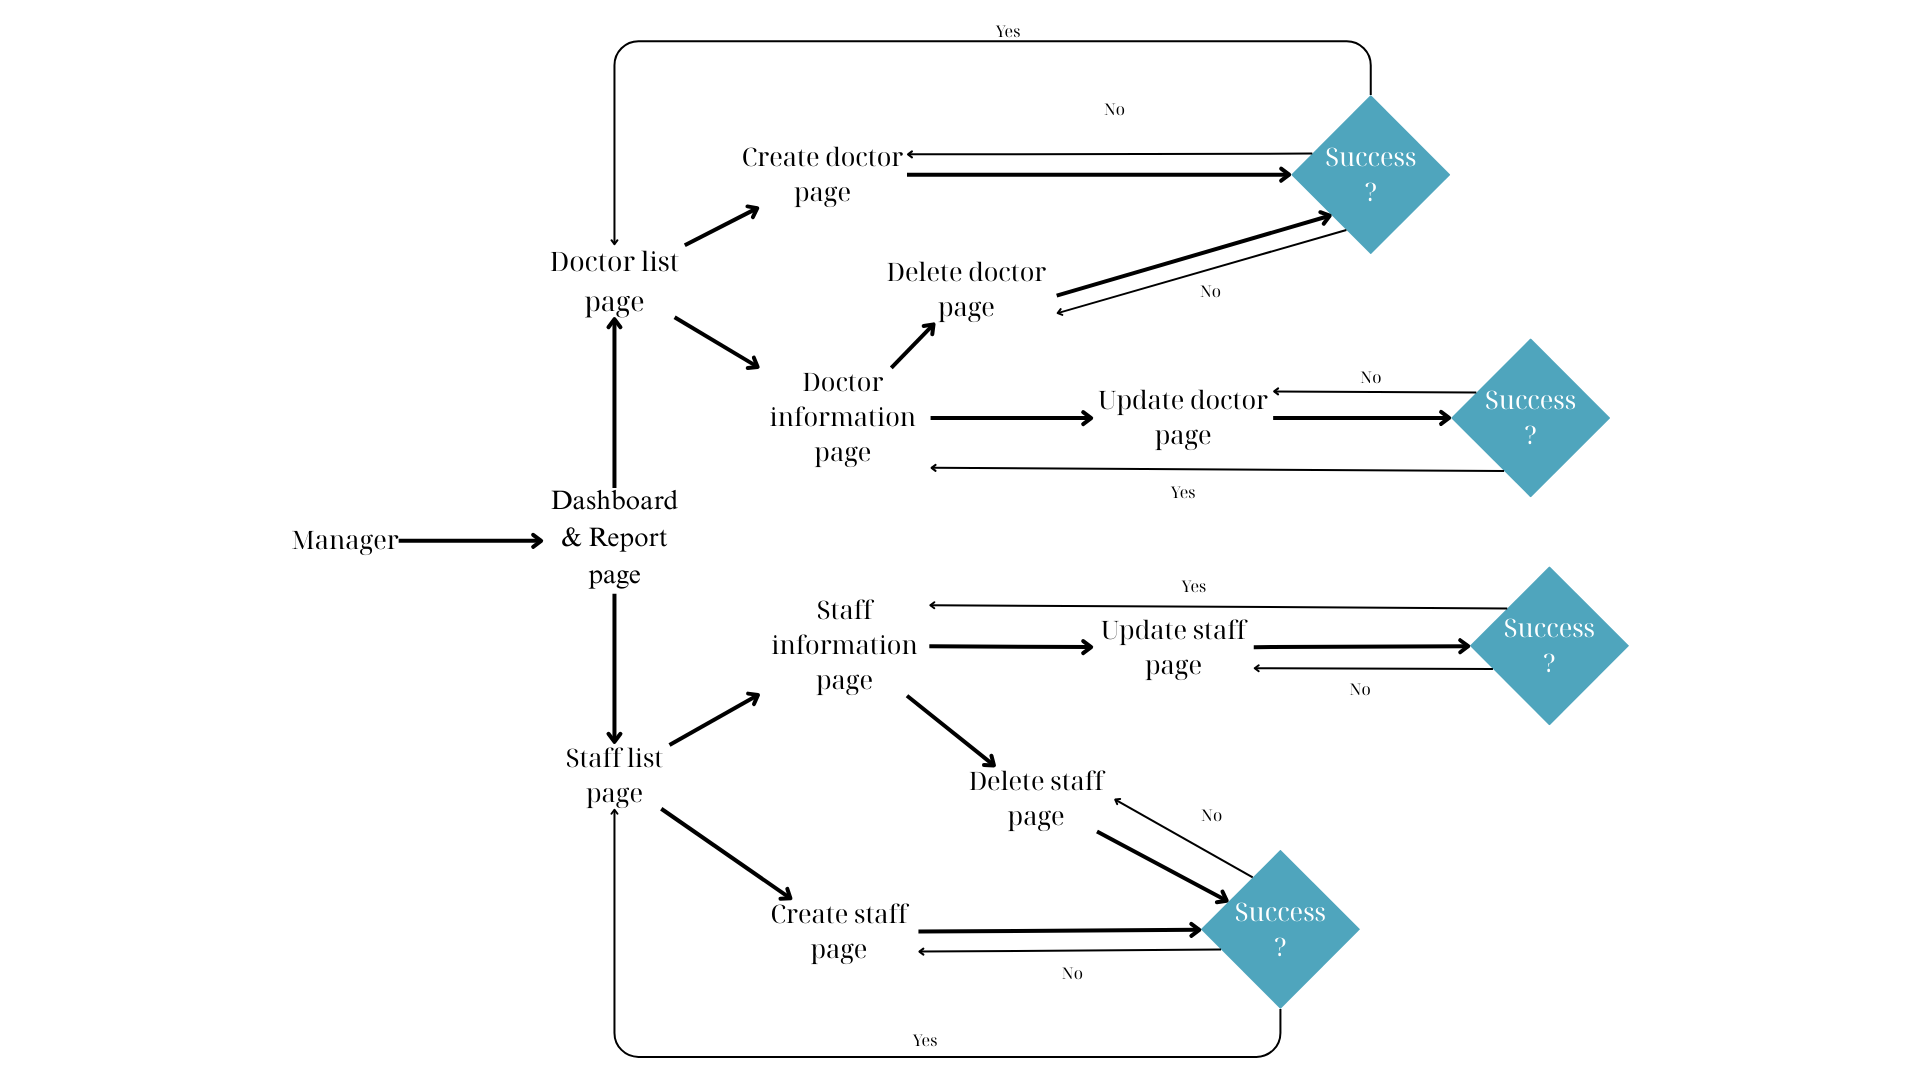 Yes
No
Create doctor
page
Success
?
Doctor list
page
Delete doctor
page
No
Doctor
information
page
No
Update doctor
page
Success
?
Yes
Manager
Dashboard
& Report
page
Yes
Staff
information
page
Update staff
page
Success
?
No
Staff list
page
Delete staff
page
No
Create staff
page
Success
?
No
Yes